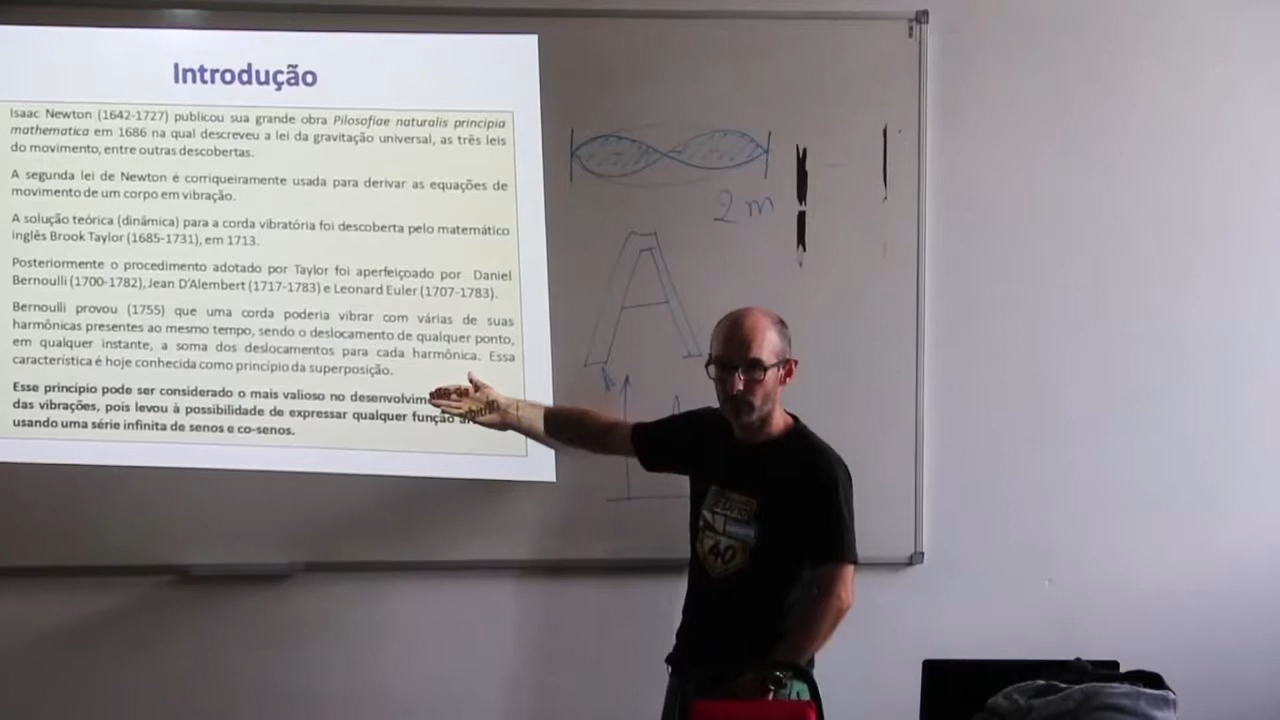 Introdução
Isaac Newton (1642-1727) publicou sua grande obra Pilosofiae naturalis principia
mathematica em 1686 na qual descreveu a lei da gravitação universal, as três leis
do movimento, entre outras descobertas.
A segunda lei de Newton é corriqueiramente usada para derivar as equações de
movimento de um corpo em vibração.
A solução teórica (dinâmica) para a corda vibratória foi descoberta pelo matemático
inglês Brook Taylor (1685-1731), em 1713.
Posteriormente o procedimento adotado por Taylor foi aperfeiçoado por Daniel
Bernoulli (1700-1782), Jean D'Alembert (1717-1783) e Leonard Euler (1707-1783).
Bernoulli provou (1755) que uma corda poderia vibrar com várias de suas
harmônicas presentes ao mesmo tempo, sendo o deslocamento de qualquer ponto,
em qualquer instante, a soma dos deslocamentos para cada harmônica. Essa
característica é hoje conhecida como princípio da superposição.
Esse princípio pode ser considerado o mais valioso no
das vibrações, pois levou à possibilidade de expressar qualquer função
usando uma série infinita de senos e co-senos.
2 m
A
40